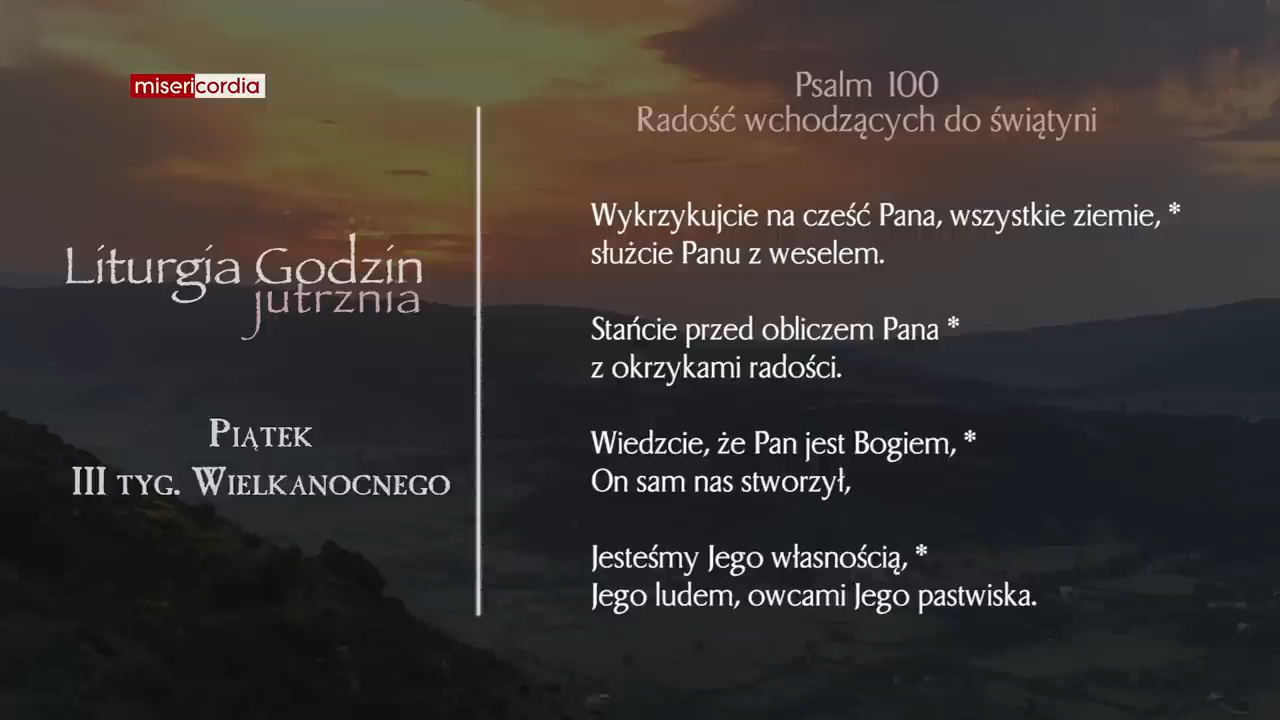 misericordia
Liturgia Godzin
jutrznia
Piątek
III tyg. Wielkanocnego
Psalm 100
Radość wchodzących do świątyni
Wykrzykujcie na cześć Pana, wszystkie ziemie, *
służcie Panu z weselem.
Stańcie przed obliczem Pana *
z okrzykami radości.
Wiedzcie, że Pan jest Bogiem, *
On sam nas stworzył,
Jesteśmy Jego własnością, *
Jego ludem, owcami Jego pastwiska.